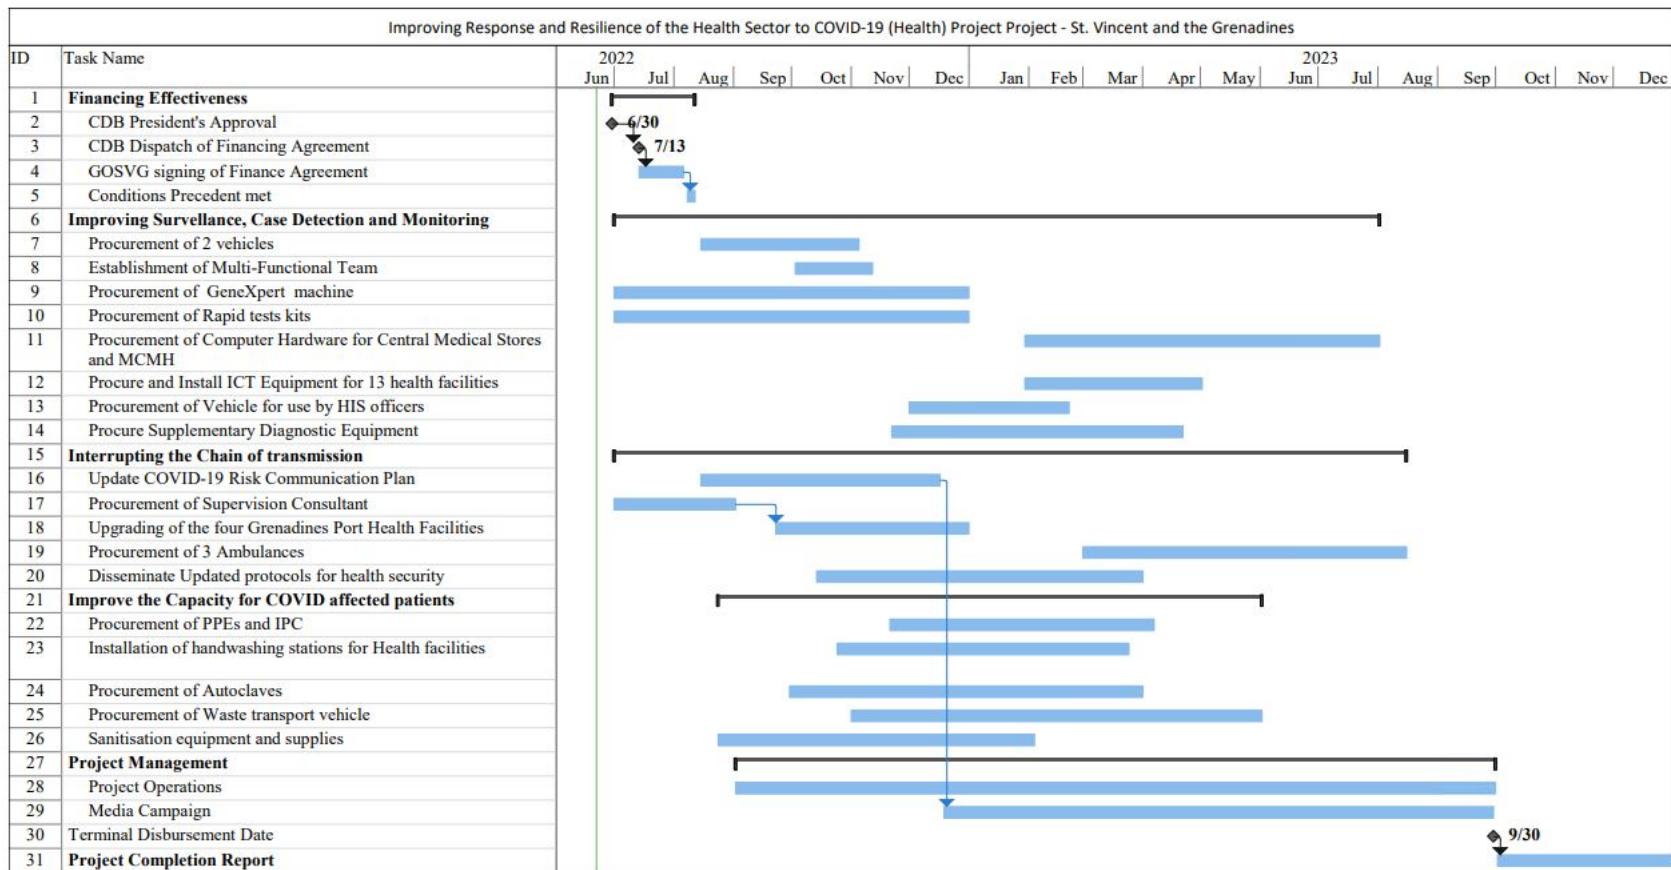 Improving Response and Resilience of the Health Sector to COVID-19 (Health) Project Project - St. Vincent and the Grenadines
ID Task Name 2022 2023
Jun Jul Aug Sep Oct Nov Dec Jan Feb Mar Apr May Jun Jul Aug Sep Oct Nov Dec
1 Financing Effectiveness
2 CDB President's Approval 6/30
3 CDB Dispatch of Financing Agreement 7/13
4 GOSVG signing of Finance Agreement
5 Conditions Precedent met
6 Improving Survellance, Case Detection and Monitoring
7 Procurement of 2 vehicles
8 Establishment of Multi-Functional Team
9 Procurement of GeneXpert machine
10 Procurement of Rapid tests kits
11 Procurement of Computer Hardware for Central Medical Stores
and MCMH
12 Procure and Install ICT Equipment for 13 health facilities
13 Procurement of Vehicle for use by HIS officers
14 Procure Supplementary Diagnostic Equipment
15 Interrupting the Chain of transmission
16 Update COVID-19 Risk Communication Plan
17 Procurement of Supervision Consultant
18 Upgrading of the four Grenadines Port Health Facilities
19 Procurement of 3 Ambulances
20 Disseminate Updated protocols for health security
21 Improve the Capacity for COVID affected patients
22 Procurement of PPEs and IPC
23 Installation of handwashing stations for Health facilities
24 Procurement of Autoclaves
25 Procurement of Waste transport vehicle
26 Sanitisation equipment and supplies
27 Project Management
28 Project Operations
29 Media Campaign
30 Terminal Disbursement Date 9/30
31 Project Completion Report